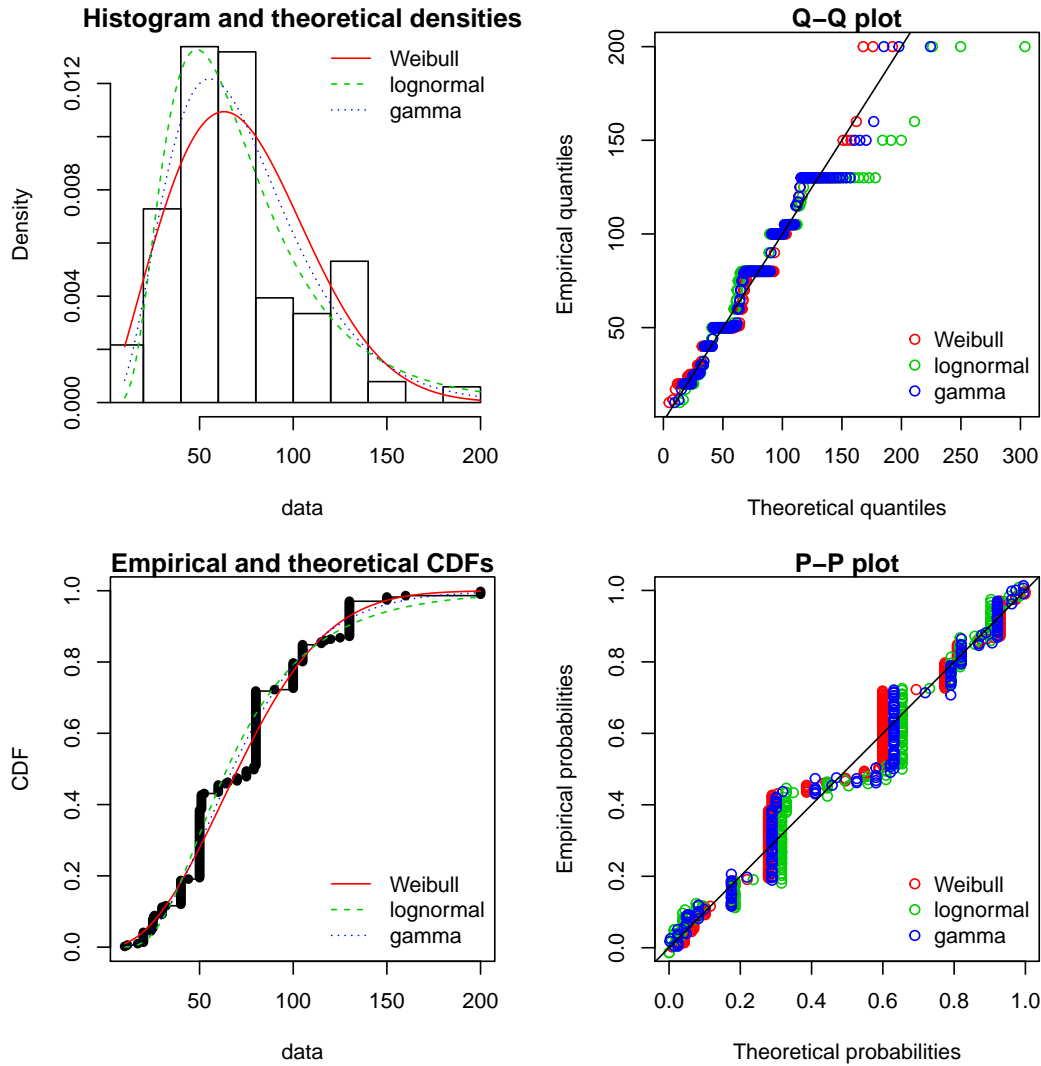 Histogram and theoretical densities
Weibull
lognormal
gamma
Density
0.000
0.004
0.008
0.012
50
100
150
200
data
Q−Q plot
Empirical quantiles
50
100
150
200
Weibull
lognormal
gamma
0
50
100
150
200
250
300
Theoretical quantiles
Empirical and theoretical CDFs
CDF
0.0
0.2
0.4
0.6
0.8
1.0
Weibull
lognormal
gamma
50
100
150
200
data
P−P plot
Empirical probabilities
0.0
0.2
0.4
0.6
0.8
1.0
Weibull
lognormal
gamma
0.0
0.2
0.4
0.6
0.8
1.0
Theoretical probabilities